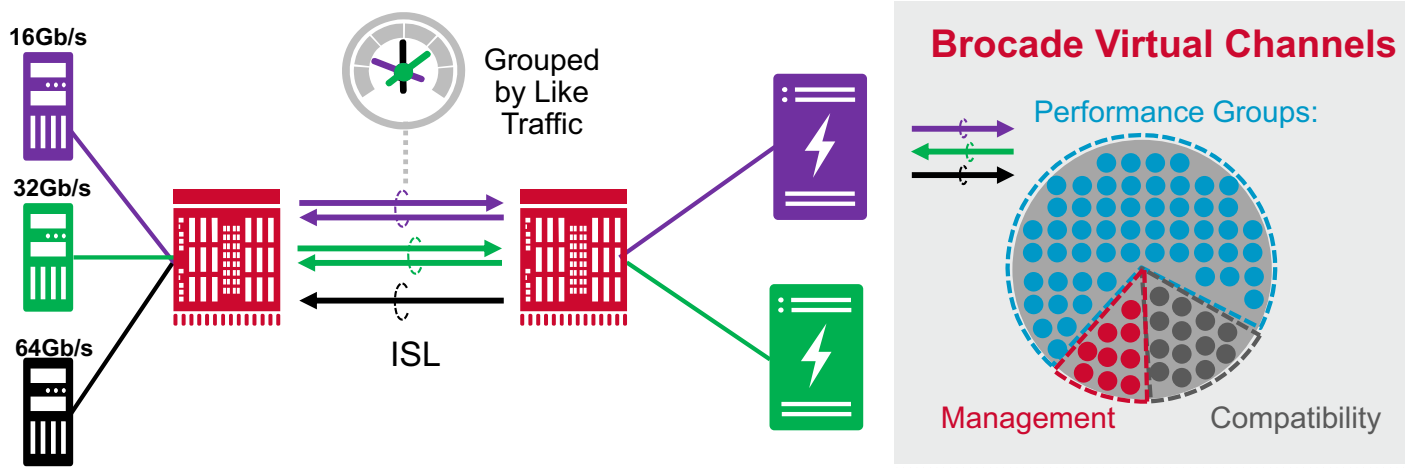 16Gb/s
32Gb/s
64Gb/s
Grouped
by Like
Traffic
ISL
Brocade Virtual Channels
Performance Groups:
Management
Compatibility